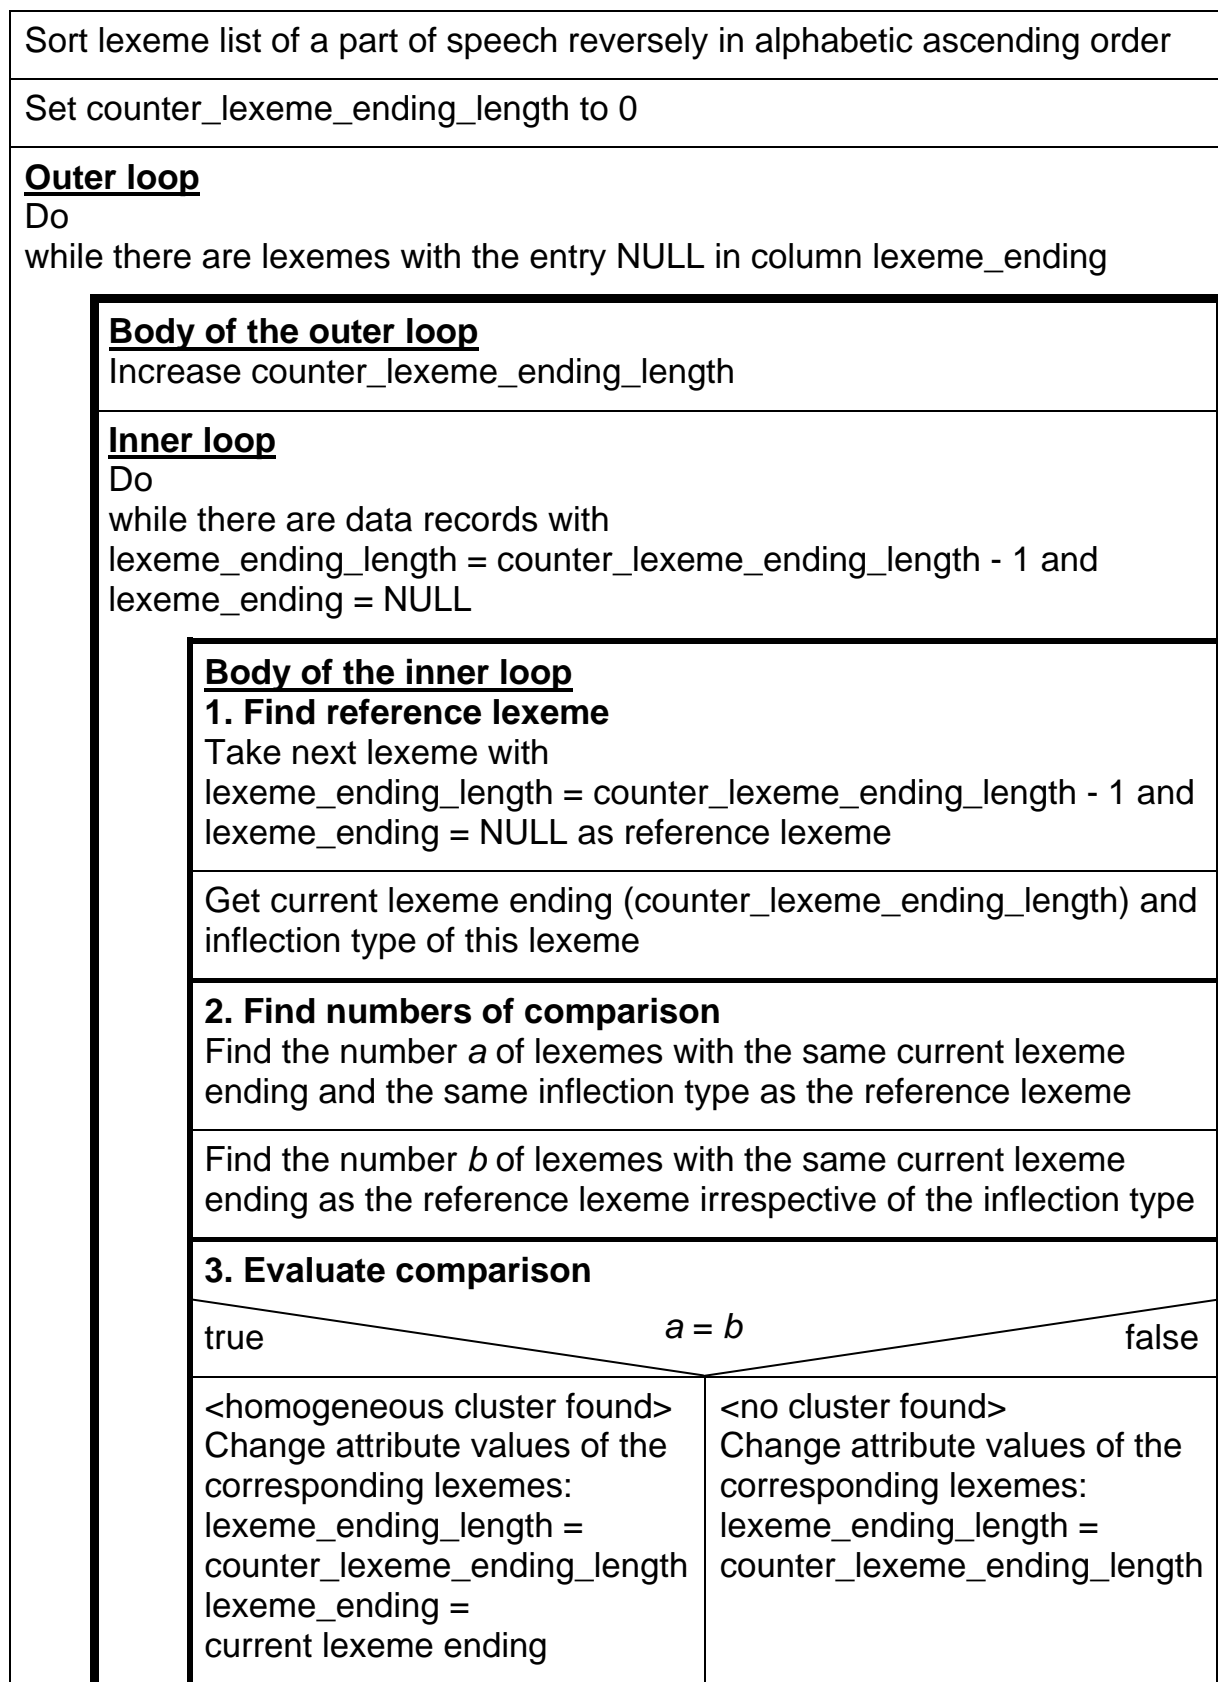 Sort lexeme list of a part of speech reversely in alphabetic ascending order
Set counter_lexeme_ending_length to 0
Outer loop
Do
while there are lexemes with the entry NULL in column lexeme_ending
Body of the outer loop
Increase counter_lexeme_ending_length
Inner loop
Do
while there are data records with
lexeme_ending_length = counter_lexeme_ending_length - 1 and
lexeme_ending = NULL
Body of the inner loop
1. Find reference lexeme
Take next lexeme with
lexeme_ending_length = counter_lexeme_ending_length - 1 and
lexeme_ending = NULL as reference lexeme
Get current lexeme ending (counter_lexeme_ending_length) and
inflection type of this lexeme
2. Find numbers of comparison
Find the number a of lexemes with the same current lexeme
ending and the same inflection type as the reference lexeme
Find the number b of lexemes with the same current lexeme
ending as the reference lexeme irrespective of the inflection type
3. Evaluate comparison
a = b
true
false
<homogeneous cluster found>
Change attribute values of the
corresponding lexemes:
lexeme_ending_length =
counter_lexeme_ending_length
lexeme_ending =
current lexeme ending
<no cluster found>
Change attribute values of the
corresponding lexemes:
lexeme_ending_length =
counter_lexeme_ending_length